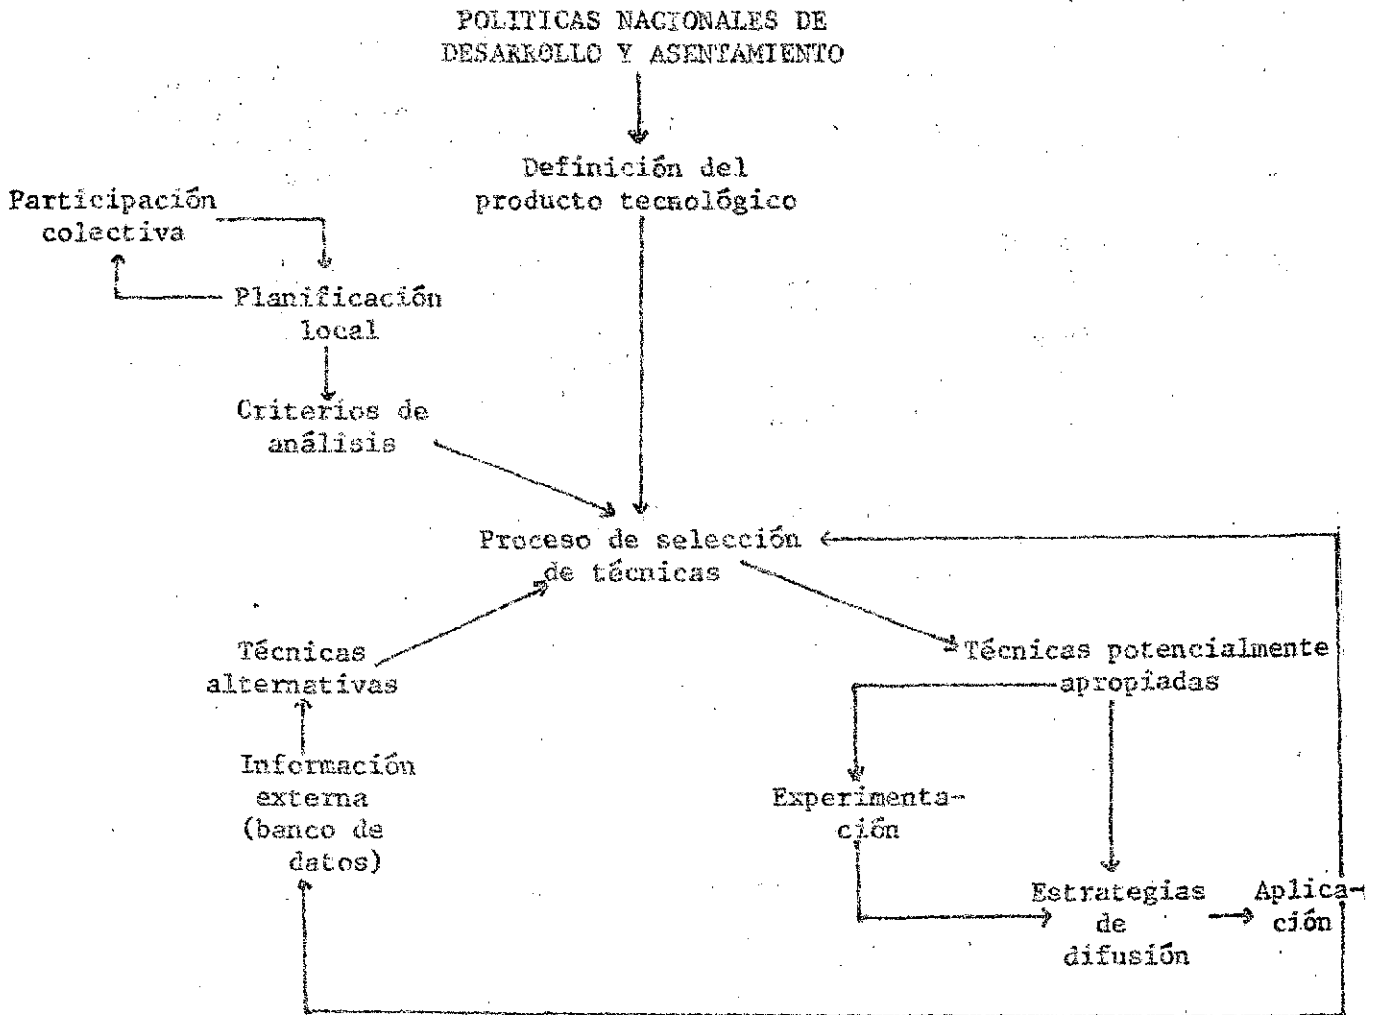 POLITICAS NACIONALES DE
DESARROLLO Y ASENTAMIENTO
Definición del
producto tecnológico
Participación
colectiva
Planificación
local
Criterios de
análisis
Proceso de selección
de técnicas
Técnicas
alternativas
Técnicas potencialmente
apropiadas
Información
externa
(banco de
datos)
Experimenta-
ción
Estrategias
de
difusión
Aplica-
ción